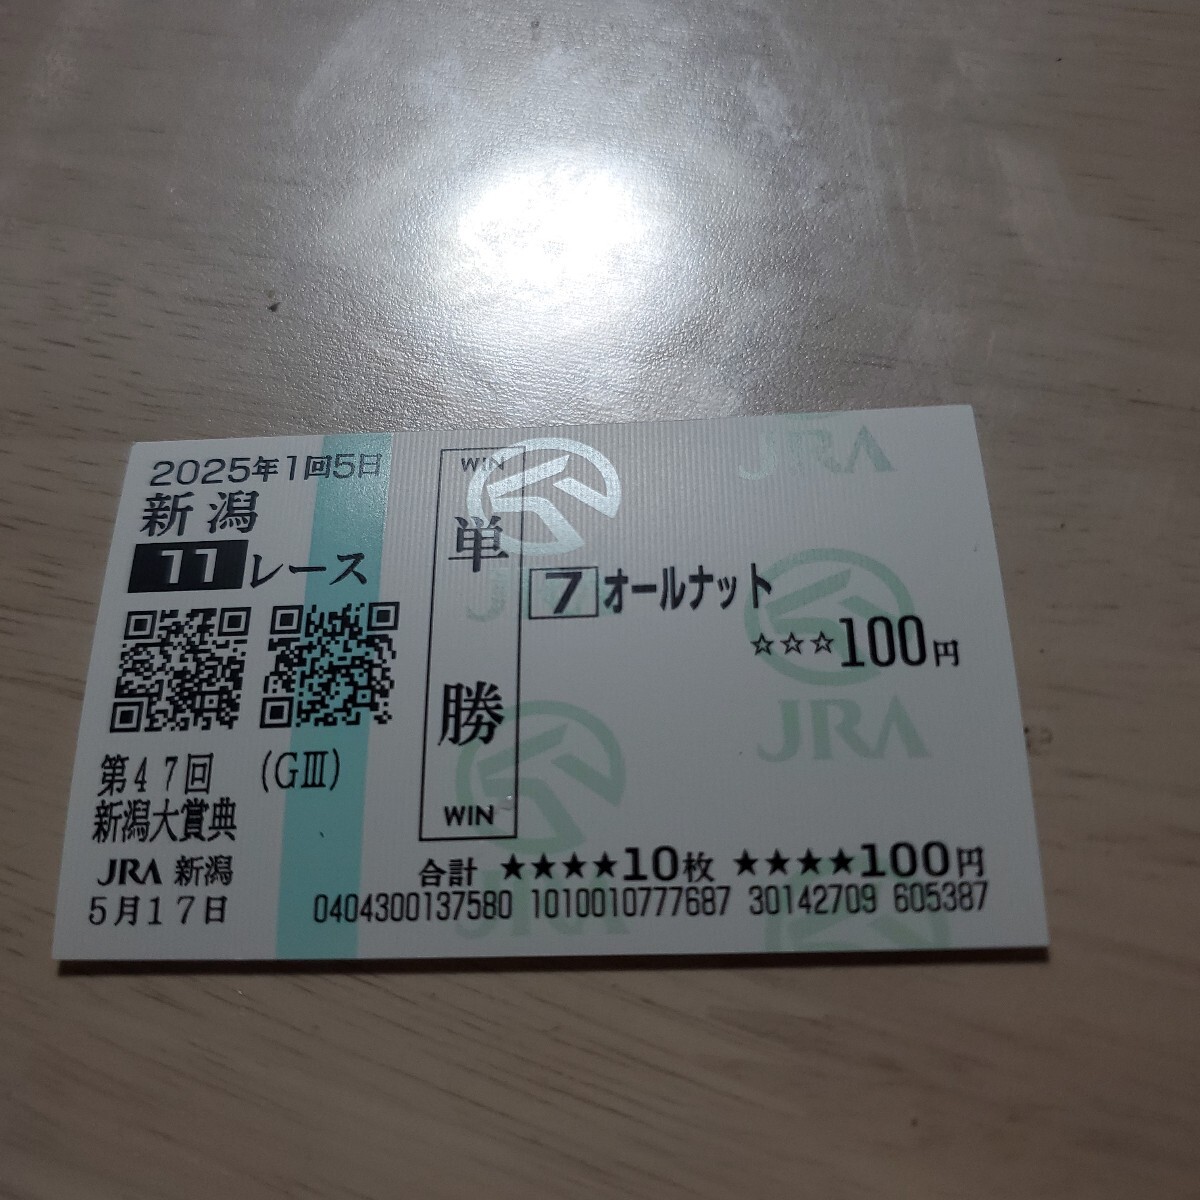 2025年1回5日
新潟
11レース
第47回 (GⅢ)
新潟大賞典
JRA 新潟
5月17日
WIN
単勝
WIN
7 オールナット
☆☆☆100円
合計 ★★★★10枚 ★★★★100円
0404300137580 1010010777687 30142709 605387
JRA
JRA
JRA
JRA